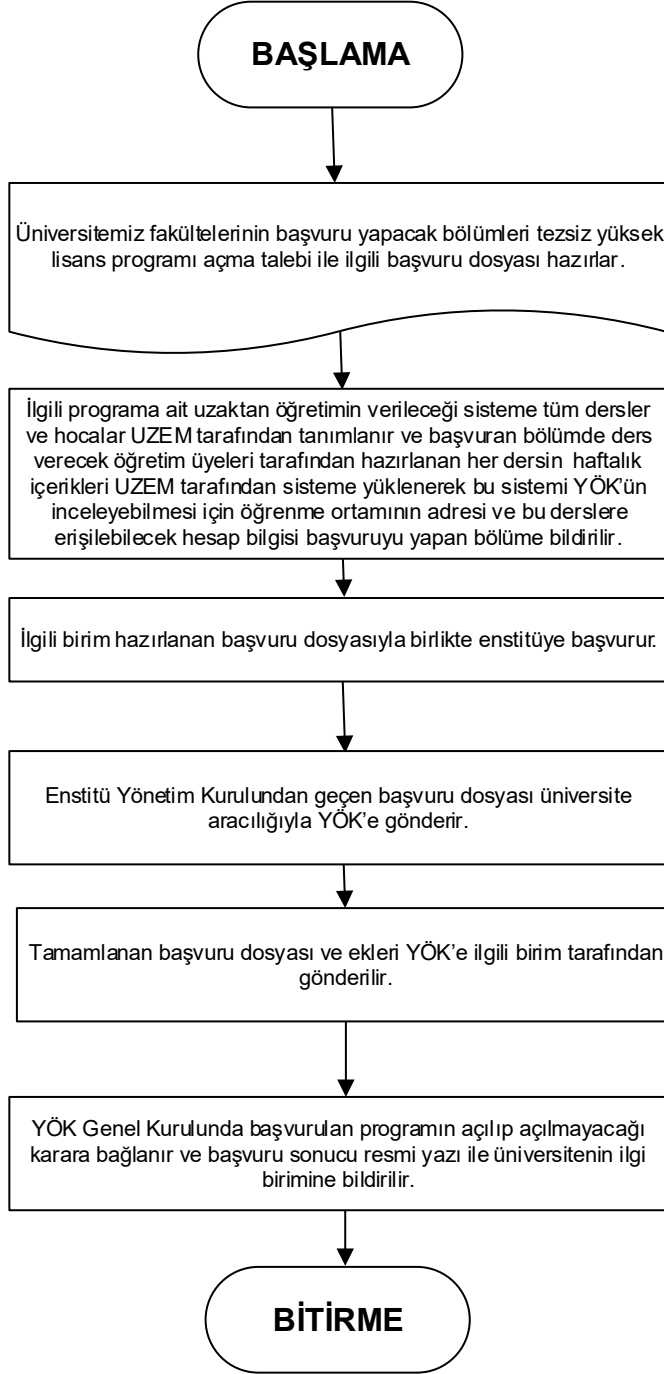 BAŞLAMA
Üniversitemiz fakültelerinin başvuru yapacak bölümleri tezsiz yüksek
lisans programı açma talebi ile ilgili başvuru dosyası hazırlar.
İlgili programa ait uzaktan öğretimin verileceği sisteme tüm dersler
ve hocalar UZEM tarafından tanımlanır ve başvuran bölümde ders
verecek öğretim üyeleri tarafından hazırlanan her dersin haftalık
içerikleri UZEM tarafından sisteme yüklenerek bu sistemi YÖK’ün
inceleyebilmesi için öğrenme ortamının adresi ve bu derslere
erişilebilecek hesap bilgisi başvuruyu yapan bölüme bildirilir.
İlgili birim hazırlanan başvuru dosyasıyla birlikte enstitüye başvurur.
Enstitü Yönetim Kurulundan geçen başvuru dosyası üniversite
aracılığıyla YÖK’e gönderir.
Tamamlanan başvuru dosyası ve ekleri YÖK’e ilgili birim tarafından
gönderilir.
YÖK Genel Kurulunda başvurulan programın açılıp açılmayacağı
karara bağlanır ve başvuru sonucu resmi yazı ile üniversitenin ilgi
birimine bildirilir.
BİTİRME